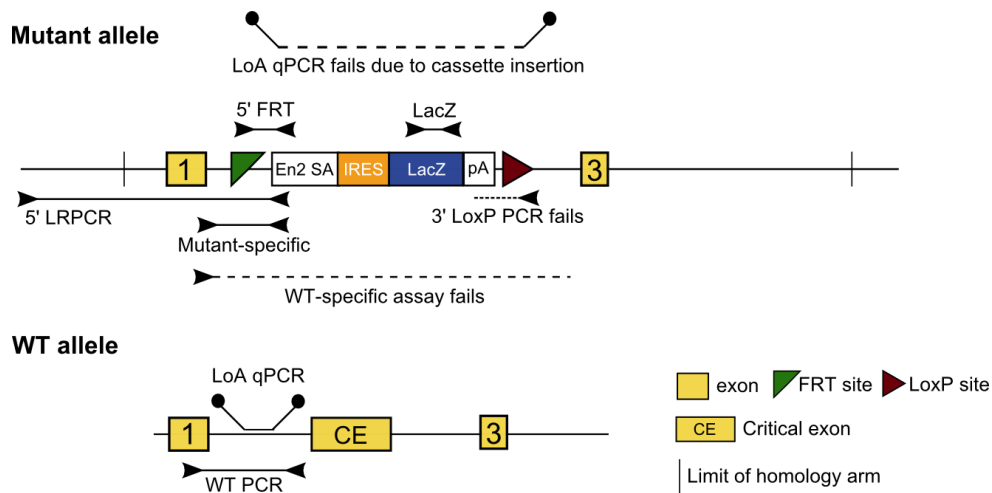 Mutant allele
LoA qPCR fails due to cassette insertion
5' FRT
LacZ
1
En2 SA
IRES
LacZ
pA
3
5' LRPCR
3' LoxP PCR fails
Mutant-specific
WT-specific assay fails
WT allele
LoA qPCR
1
CE
3
WT PCR
exon
FRT site
LoxP site
CE
Critical exon
Limit of homology arm